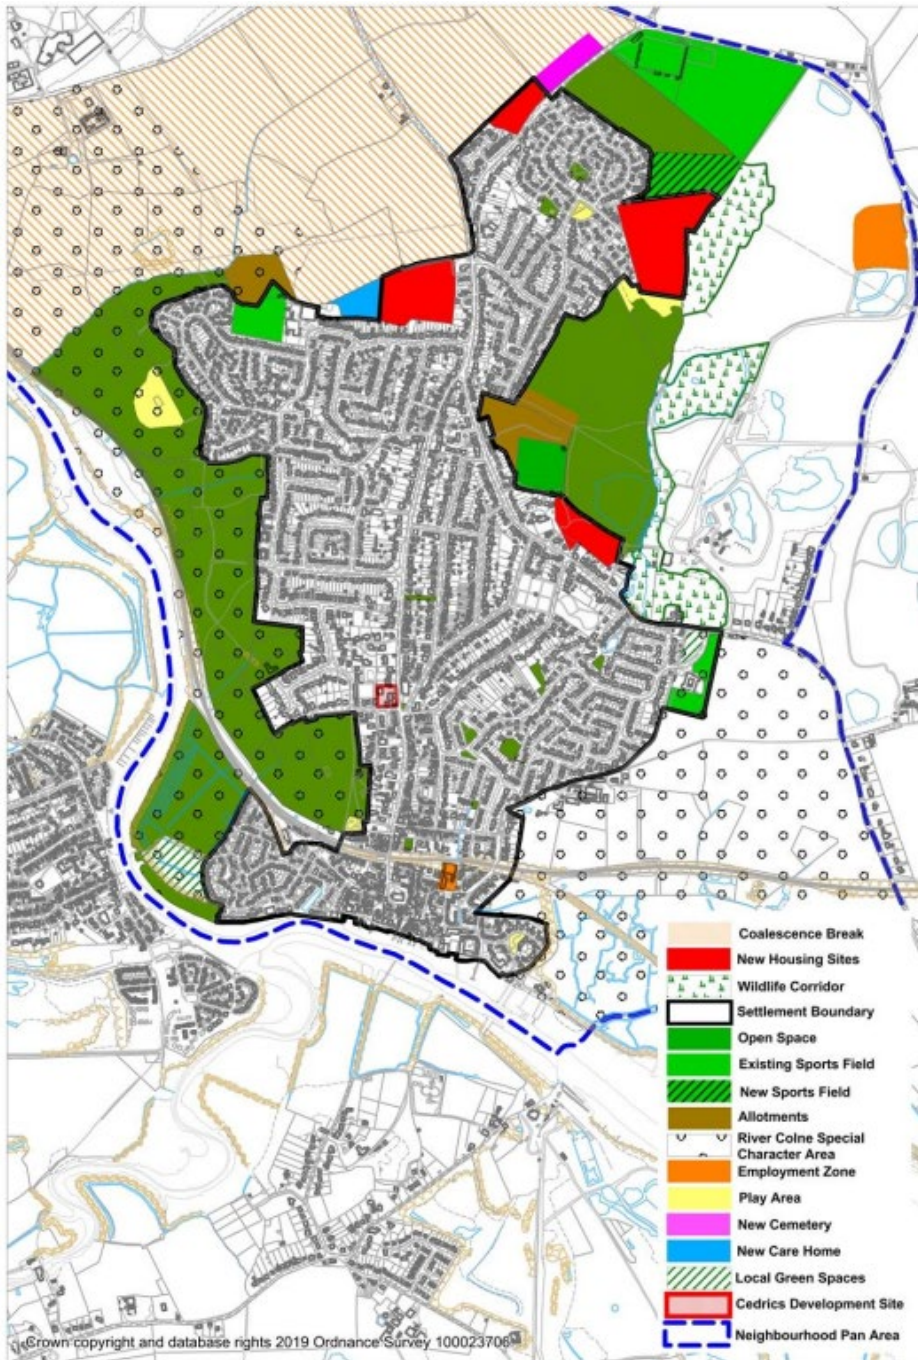 Coalescence Break
New Housing Sites
Wildlife Corridor
Settlement Boundary
Open Space
Existing Sports Field
New Sports Field
Allotments
River Colne Special
Character Area
Employment Zone
Play Area
New Cemetery
New Care Home
Local Green Spaces
Cedrics Development Site
Neighbourhood Pan Area
Crown copyright and database rights 2019 Ordnance Survey 100023706